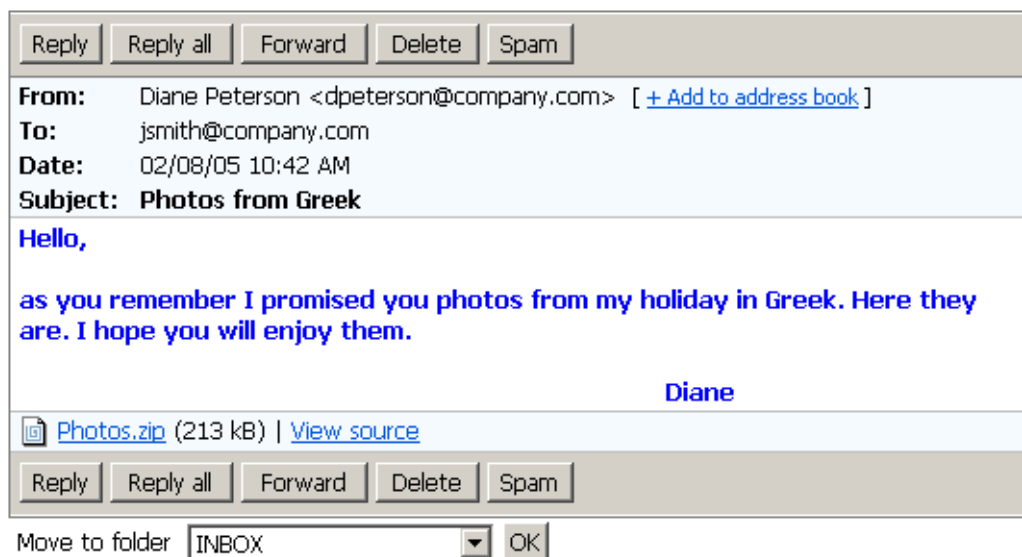 Reply Reply all Forward Delete Spam
From: Diane Peterson <dpeterson@company.com> [ + Add to address book ]
To: jsmith@company.com
Date: 02/08/05 10:42 AM
Subject: Photos from Greek
Hello,
as you remember I promised you photos from my holiday in Greek. Here they
are. I hope you will enjoy them.
Diane
Photos.zip (213 kB) | View source
Reply Reply all Forward Delete Spam
Move to folder INBOX OK